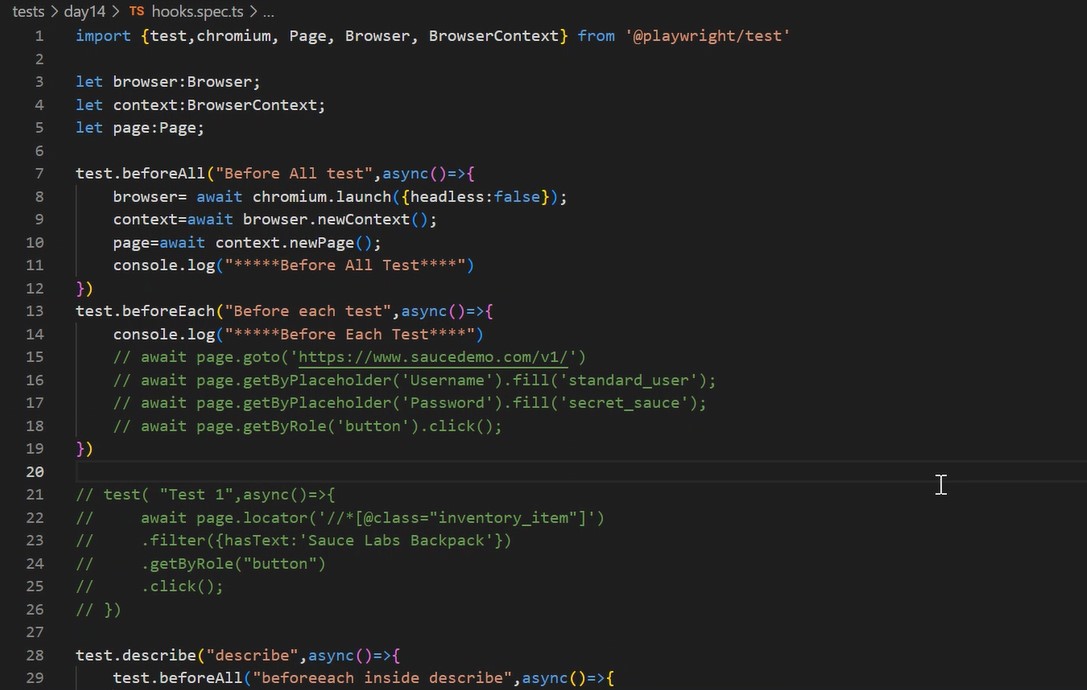 tests > day14 > TS hooks.spec.ts > ...
1 import {test,chromium, Page, Browser, BrowserContext} from '@playwright/test'
2
3 let browser:Browser;
4 let context:BrowserContext;
5 let page:Page;
6
7 test.beforeAll("Before All test",async()=>{
8     browser= await chromium.launch({headless:false});
9     context=await browser.newContext();
10     page=await context.newPage();
11     console.log("*****Before All Test****")
12 })
13 test.beforeEach("Before each test",async()=>{
14     console.log("*****Before Each Test****")
15     // await page.goto('https://www.saucedemo.com/v1/')
16     // await page.getByPlaceholder('Username').fill('standard_user');
17     // await page.getByPlaceholder('Password').fill('secret_sauce');
18     // await page.getByRole('button').click();
19 })
20
21 // test( "Test 1",async()=>{
22 //     await page.locator('//*[@class="inventory_item"]')
23 //     .filter({hasText:'Sauce Labs Backpack'})
24 //     .getByRole("button")
25 //     .click();
26 // })
27
28 test.describe("describe",async()=>{
29     test.beforeAll("beforeeach inside describe",async()=>{